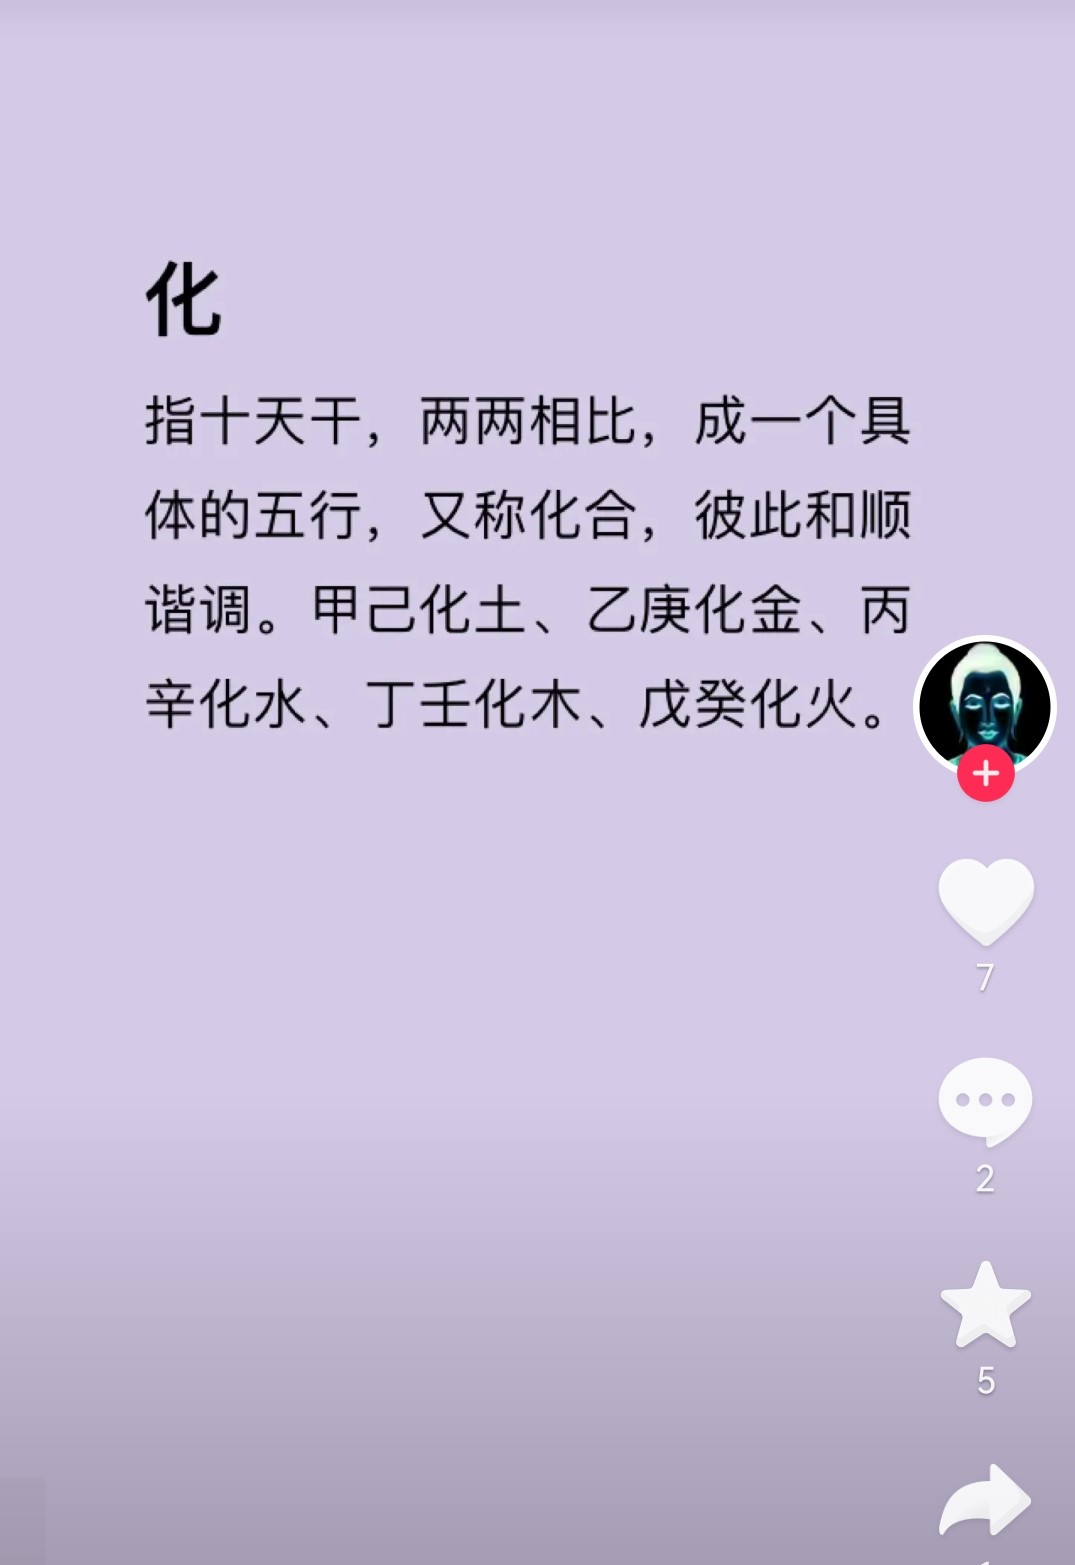 化
指十天干，两两相比，成一个具
体的五行，又称化合，彼此和顺
谐调。甲己化土、乙庚化金、丙
辛化水、丁壬化木、戊癸化火。
7
2
5